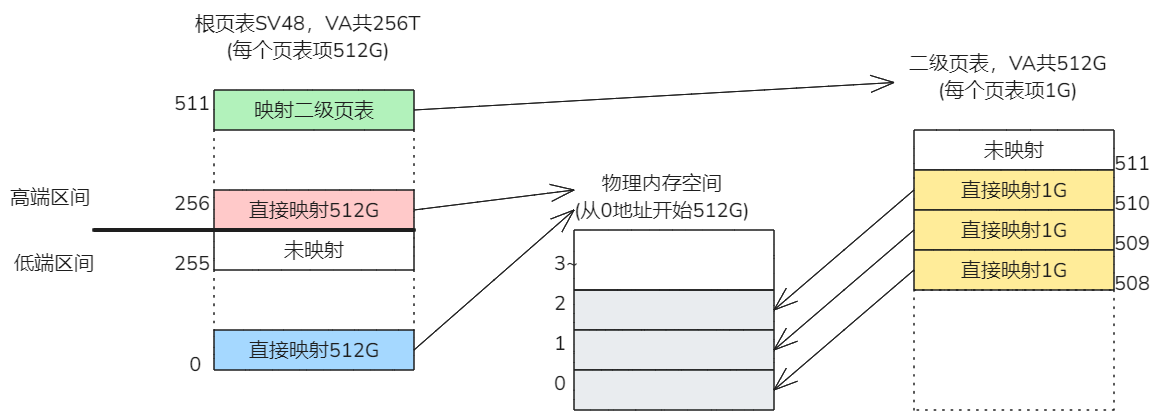 根页表SV48，VA共256T
(每个页表项512G)
511
映射二级页表
高端区间
256
直接映射512G
低端区间
255
未映射
0
直接映射512G
物理内存空间
(从0地址开始512G)
3~
2
1
0
二级页表，VA共512G
(每个页表项1G)
未映射
511
直接映射1G
510
直接映射1G
509
直接映射1G
508